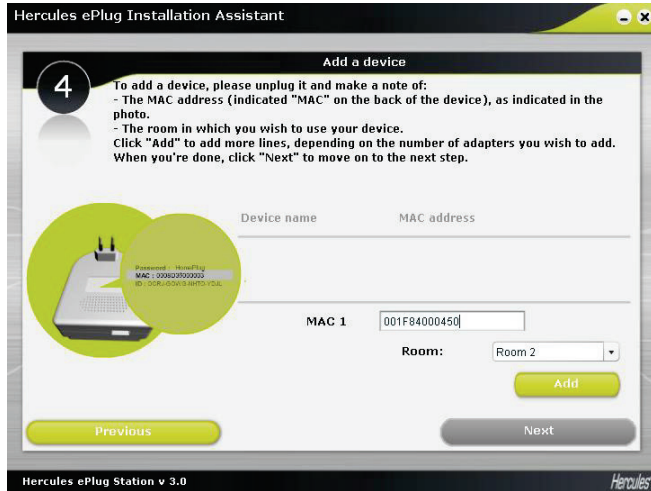 Hercules ePlug Installation Assistant
Add a device
4
To add a device, please unplug it and make a note of:
- The MAC address (indicated "MAC" on the back of the device), as indicated in the
photo.
- The room in which you wish to use your device.
Click "Add" to add more lines, depending on the number of adapters you wish to add.
When you're done, click "Next" to move on to the next step.
Device name MAC address
Password : HomePlug
MAC :
ID :
MAC 1 001F84000450
Room: Room 2
Add
Previous Next
Hercules ePlug Station v 3.0 Hercules